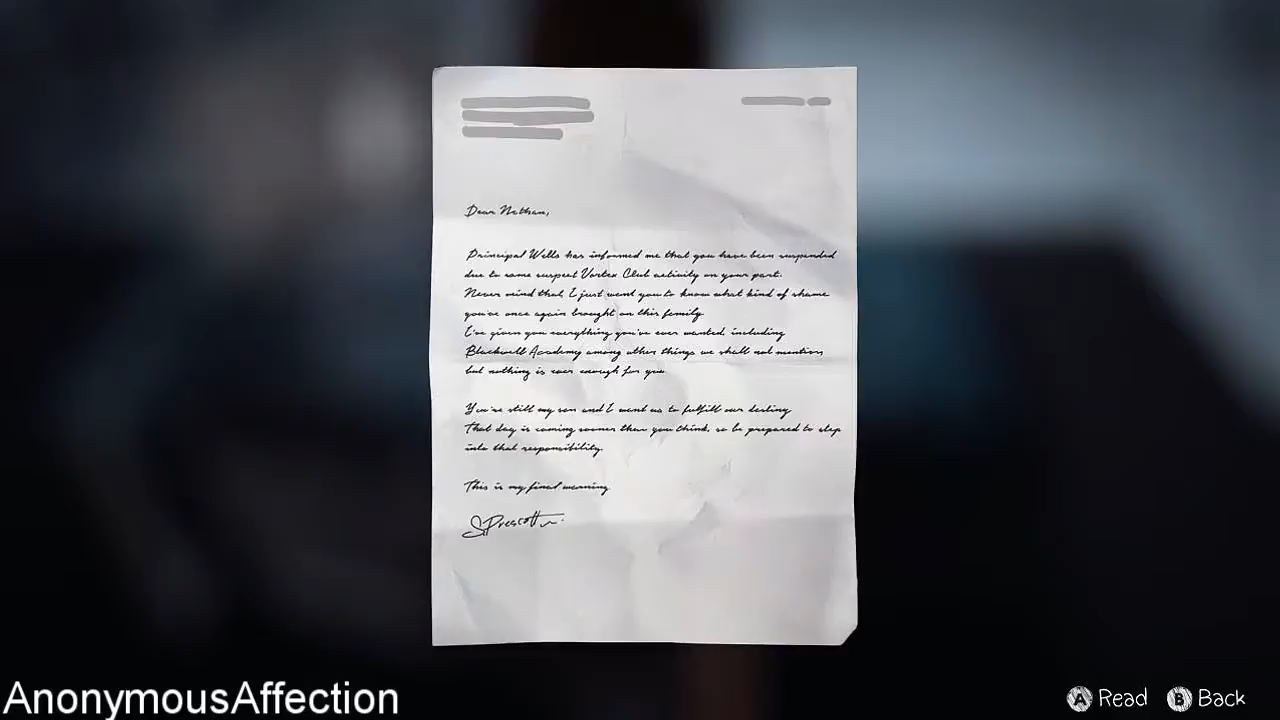 Dear Nathan,
Principal Wells has informed me that you have been suspended
due to some suspect Vortex Club activity on your part.
Never mind that, I just want you to know what kind of shame
you've once again brought on this family
I've given you everything you've ever wanted including
Blackwell Academy among other things we shall not mention
but nothing is ever enough for you
You're still my son and I want us to fulfill our destiny
That day is coming sooner than you think, so be prepared to step
into that responsibility.
This is my final warning
S Prescott
AnonymousAffection
A Read B Back